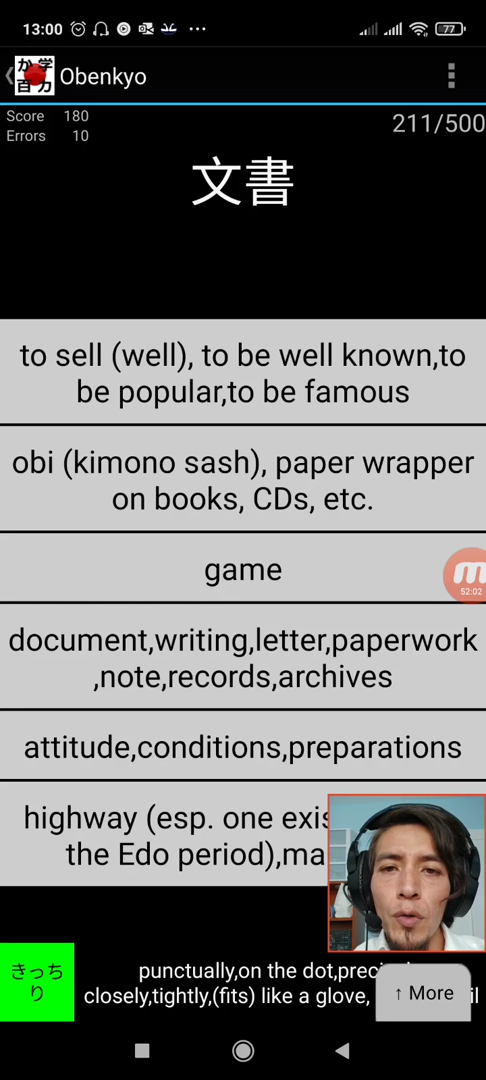 13:00
77
Obenkyo
Score 180
Errors 10
211/500
文書
to sell (well), to be well known,to
be popular,to be famous
obi (kimono sash), paper wrapper
on books, CDs, etc.
game
52:02
document,writing,letter,paperwork
,note,records,archives
attitude,conditions,preparations
highway (esp. one
the Edo period)
きっち
り
punctually,on the dot
closely,tightly,(fits) like a glove,
↑ More